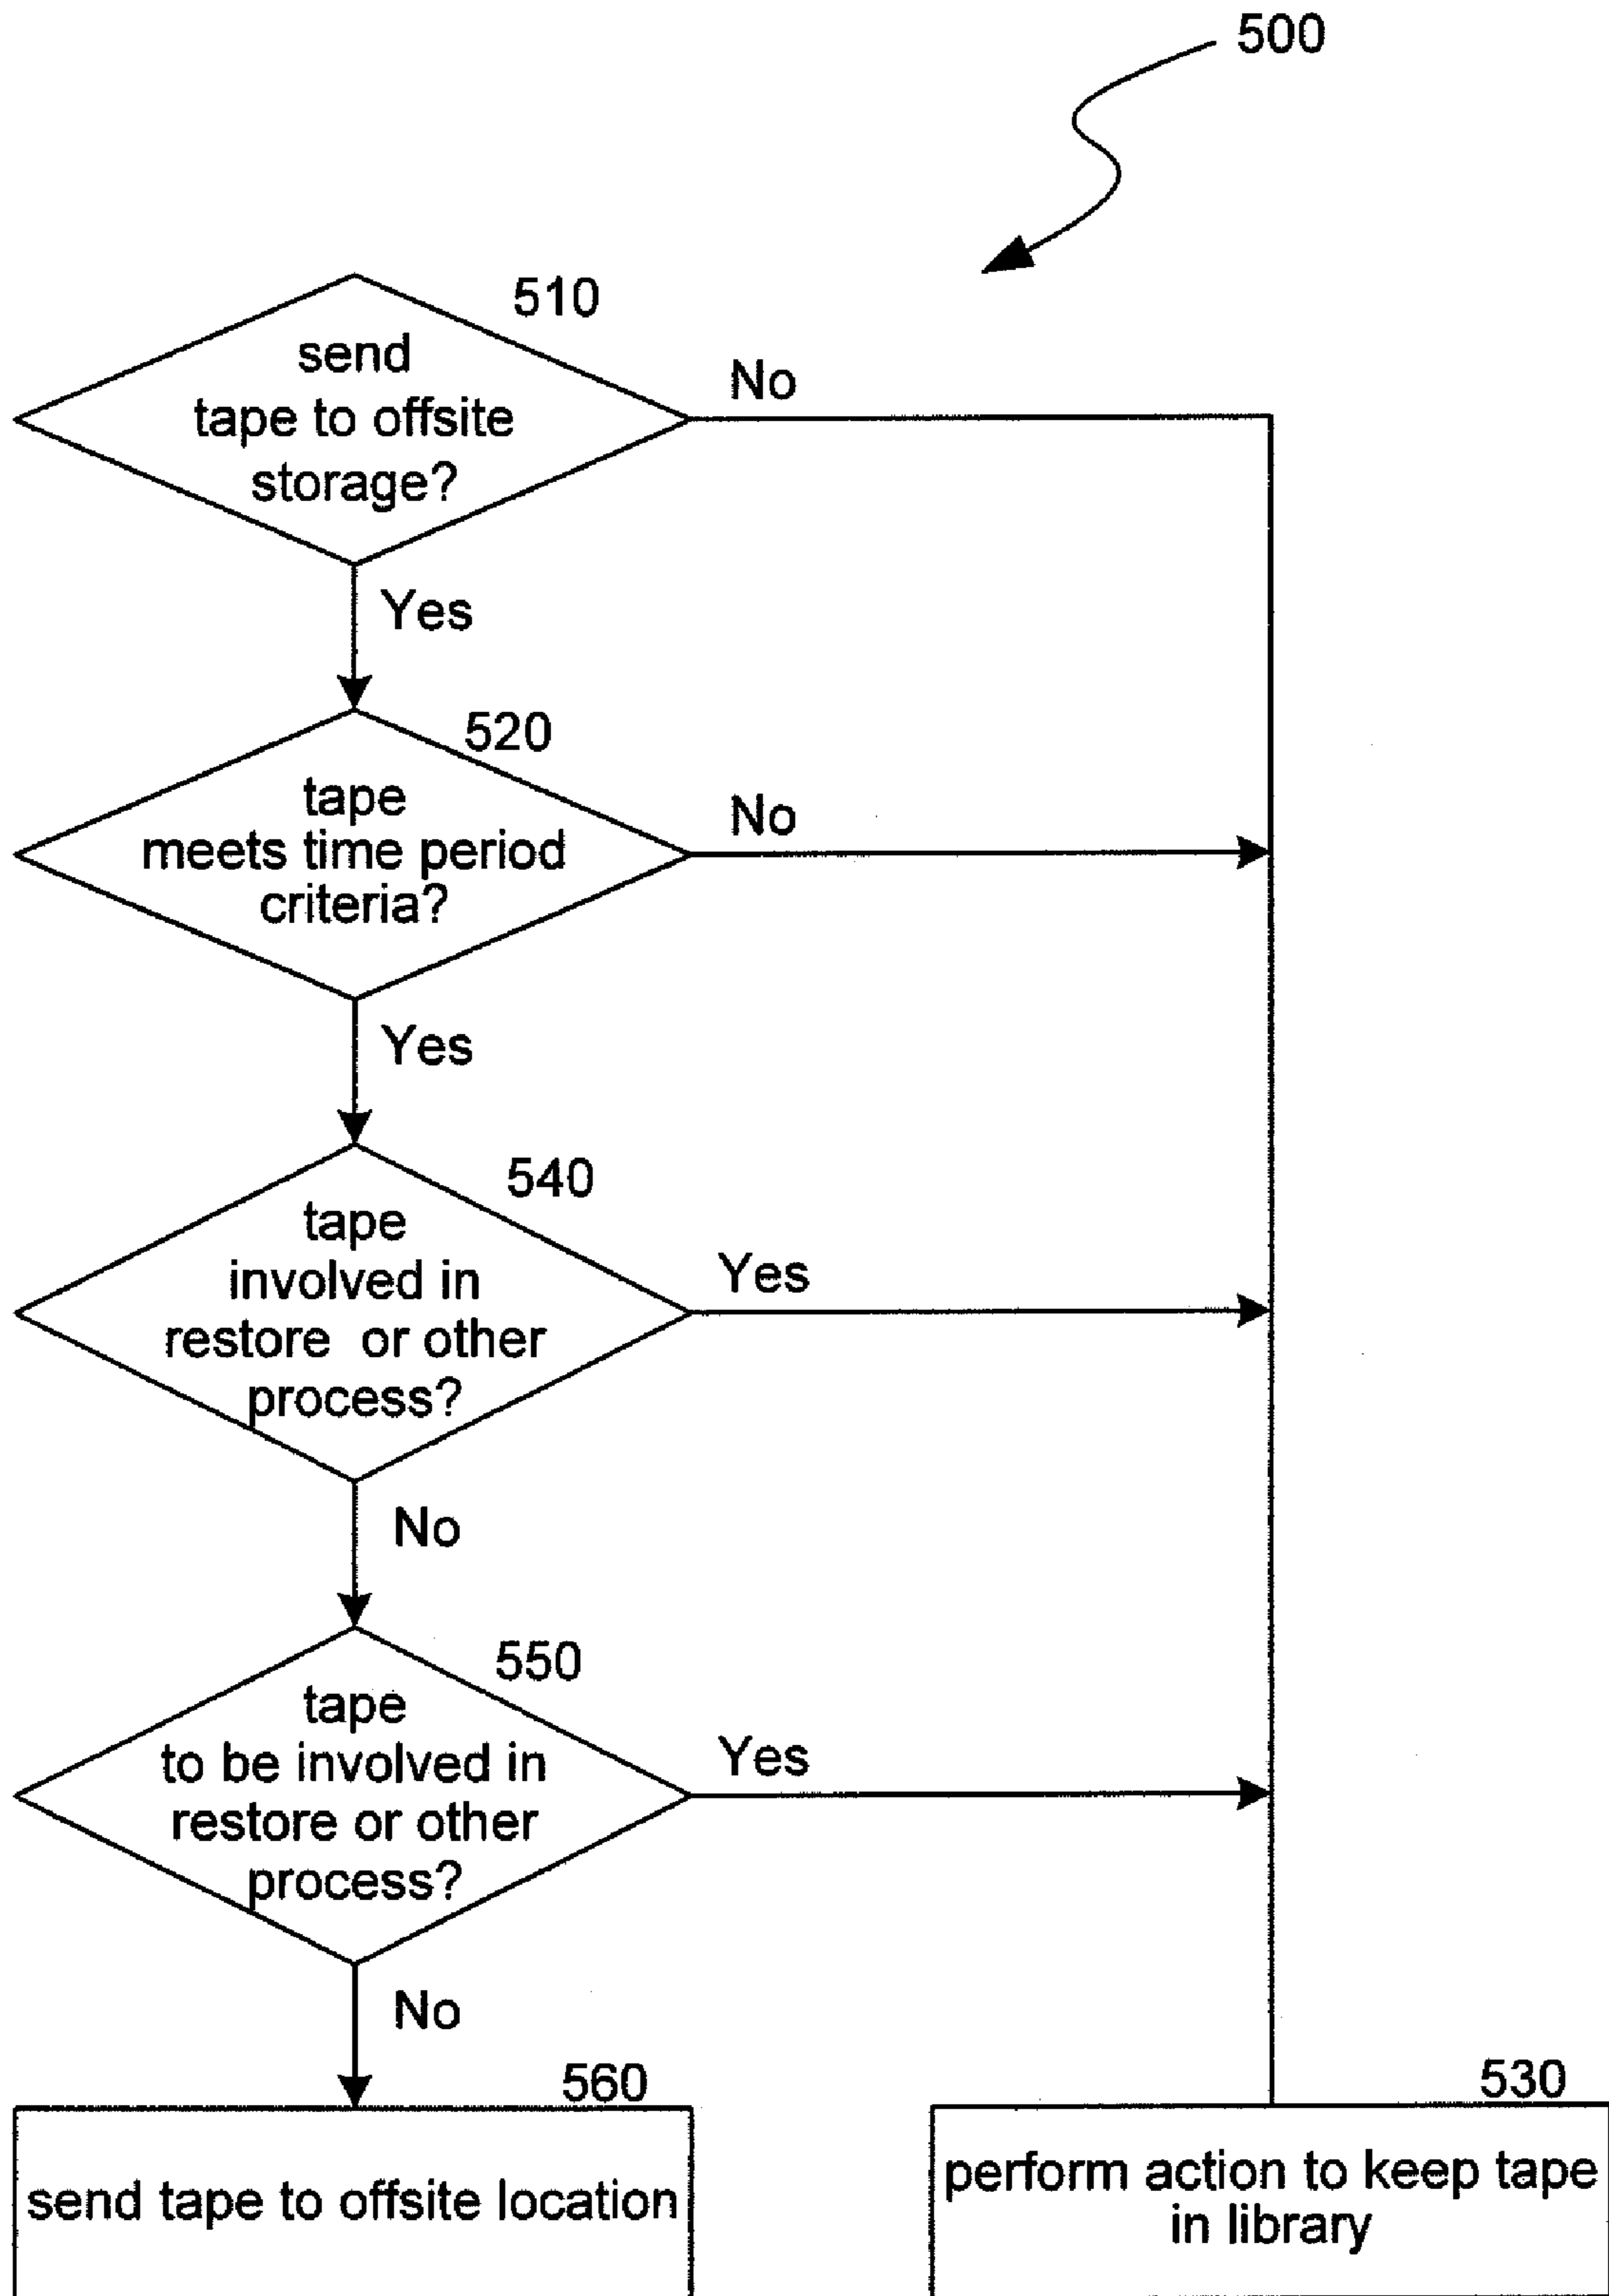 500
510
send
tape to offsite
storage?
No
Yes
520
tape
meets time period
criteria?
No
Yes
540
tape
involved in
restore or other
process?
Yes
No
550
tape
to be involved in
restore or other
process?
Yes
No
560
send tape to offsite location
530
perform action to keep tape
in library